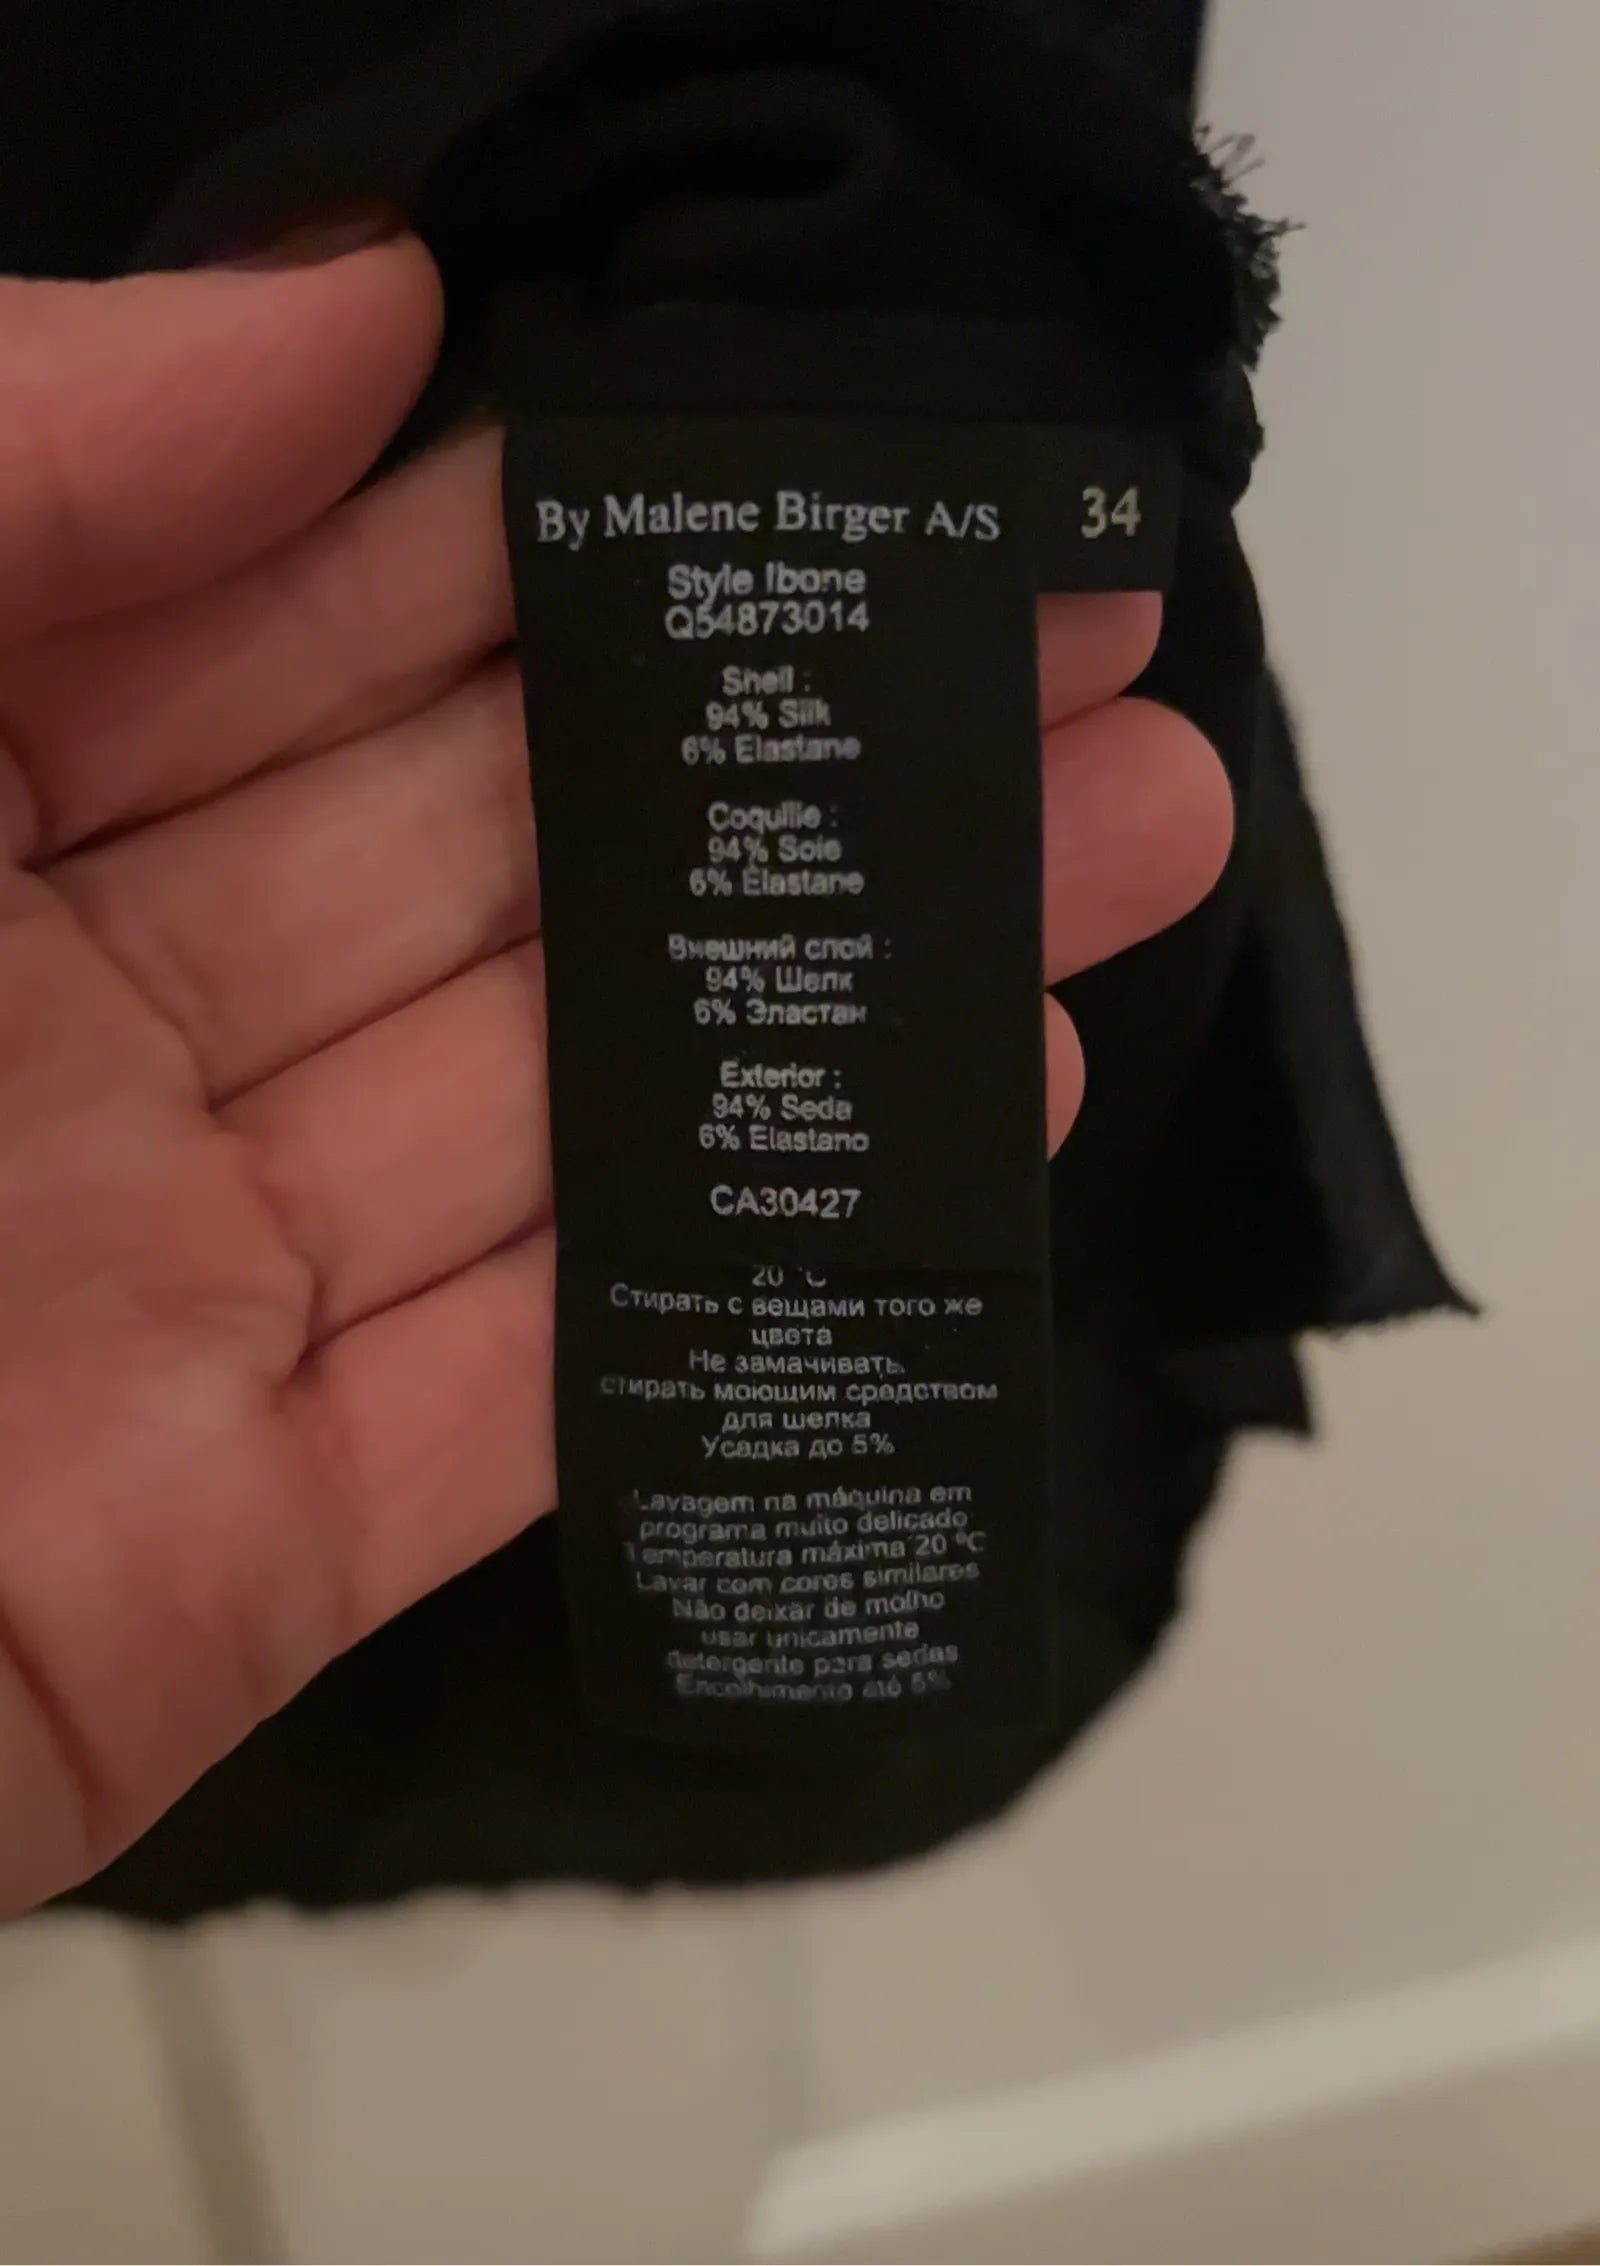 By Malene Birger A/S 34
Style Ibone
Q54873014
Shell :
94% Silk
6% Elastane
Coquille :
94% Soie
6% Élastane
Внешний слой :
94% Шелк
6% Эластан
Exterior :
94% Seda
6% Elastano
CA30427
20 °C
Стирать с вещами того же
цвета
Не замачивать.
стирать моющим средством
для шелка
Усадка до 5%
Lavagem na máquina em
programa muito delicado
Temperatura máxima 20 °C
Lavar com cores similares
Não deixar de molho
usar unicamente
detergente para sedas
Encolhimento até 5%